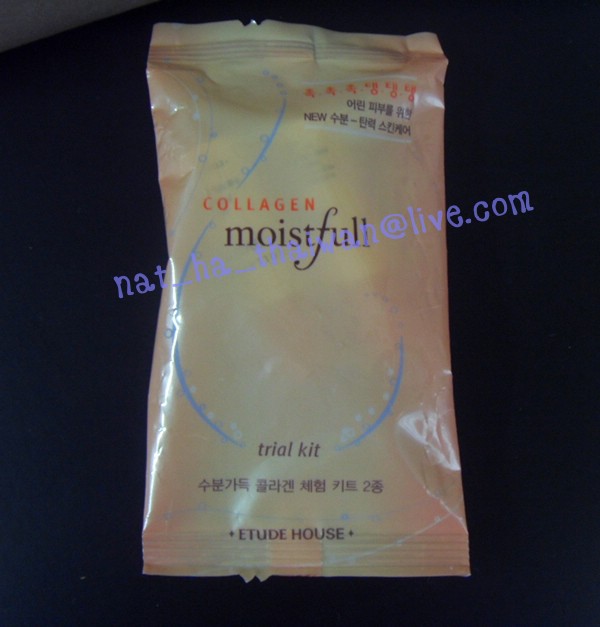 촉.촉.촉.탱.탱.탱
어린 피부를 위한
NEW 수분-탄력 스킨케어
COLLAGEN
moistfull
nat_ha_thaiwan@live.com
trial kit
수분가득 콜라겐 체험 키트 2종
ETUDE HOUSE